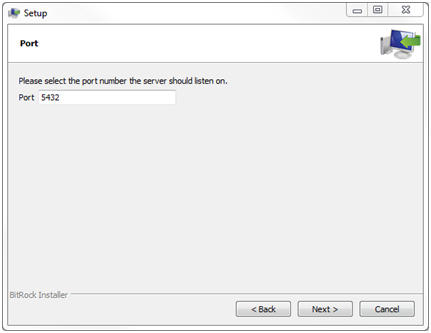 Setup
Port
Please select the port number the server should listen on.
Port 5432
BitRock Installer
< Back Next > Cancel